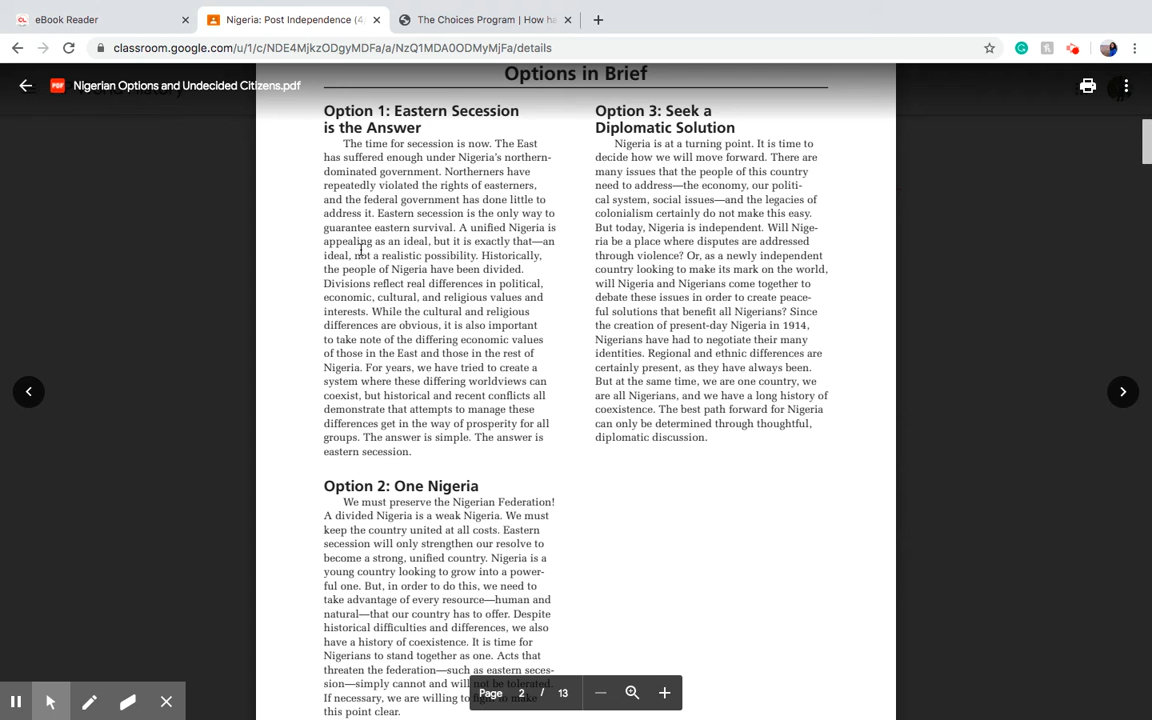 eBook Reader
Nigeria: Post Independence (4
The Choices Program | How ha
classroom.google.com/u/1/c/NDE4MjkzODgyMDFa/a/NzQ1MDA0ODMyMjFa/details
Nigerian Options and Undecided Citizens.pdf
Options in Brief
Option 1: Eastern Secession
is the Answer
The time for secession is now. The East
has suffered enough under Nigeria's northern-
dominated government. Northerners have
repeatedly violated the rights of easterners,
and the federal government has done little to
address it. Eastern secession is the only way to
guarantee eastern survival. A unified Nigeria is
appealing as an ideal, but it is exactly that—an
ideal, not a realistic possibility. Historically,
the people of Nigeria have been divided.
Divisions reflect real differences in political,
economic, cultural, and religious values and
interests. While the cultural and religious
differences are obvious, it is also important
to take note of the differing economic values
of those in the East and those in the rest of
Nigeria. For years, we have tried to create a
system where these differing worldviews can
coexist, but historical and recent conflicts all
demonstrate that attempts to manage these
differences get in the way of prosperity for all
groups. The answer is simple. The answer is
eastern secession.
Option 2: One Nigeria
We must preserve the Nigerian Federation!
A divided Nigeria is a weak Nigeria. We must
keep the country united at all costs. Eastern
secession will only strengthen our resolve to
become a strong, unified country. Nigeria is a
young country looking to grow into a power-
ful one. But, in order to do this, we need to
take advantage of every resource—human and
natural—that our country has to offer. Despite
historical difficulties and differences, we also
have a history of coexistence. It is time for
Nigerians to stand together as one. Acts that
threaten the federation—such as eastern seces-
sion—simply cannot and will not be tolerated.
If necessary, we are willing to fight to make
this point clear.
Option 3: Seek a
Diplomatic Solution
Nigeria is at a turning point. It is time to
decide how we will move forward. There are
many issues that the people of this country
need to address—the economy, our politi-
cal system, social issues—and the legacies of
colonialism certainly do not make this easy.
But today, Nigeria is independent. Will Nige-
ria be a place where disputes are addressed
through violence? Or, as a newly independent
country looking to make its mark on the world,
will Nigeria and Nigerians come together to
debate these issues in order to create peace-
ful solutions that benefit all Nigerians? Since
the creation of present-day Nigeria in 1914,
Nigerians have had to negotiate their many
identities. Regional and ethnic differences are
certainly present, as they have always been.
But at the same time, we are one country, we
are all Nigerians, and we have a long history of
coexistence. The best path forward for Nigeria
can only be determined through thoughtful,
diplomatic discussion.
Page 2 / 13